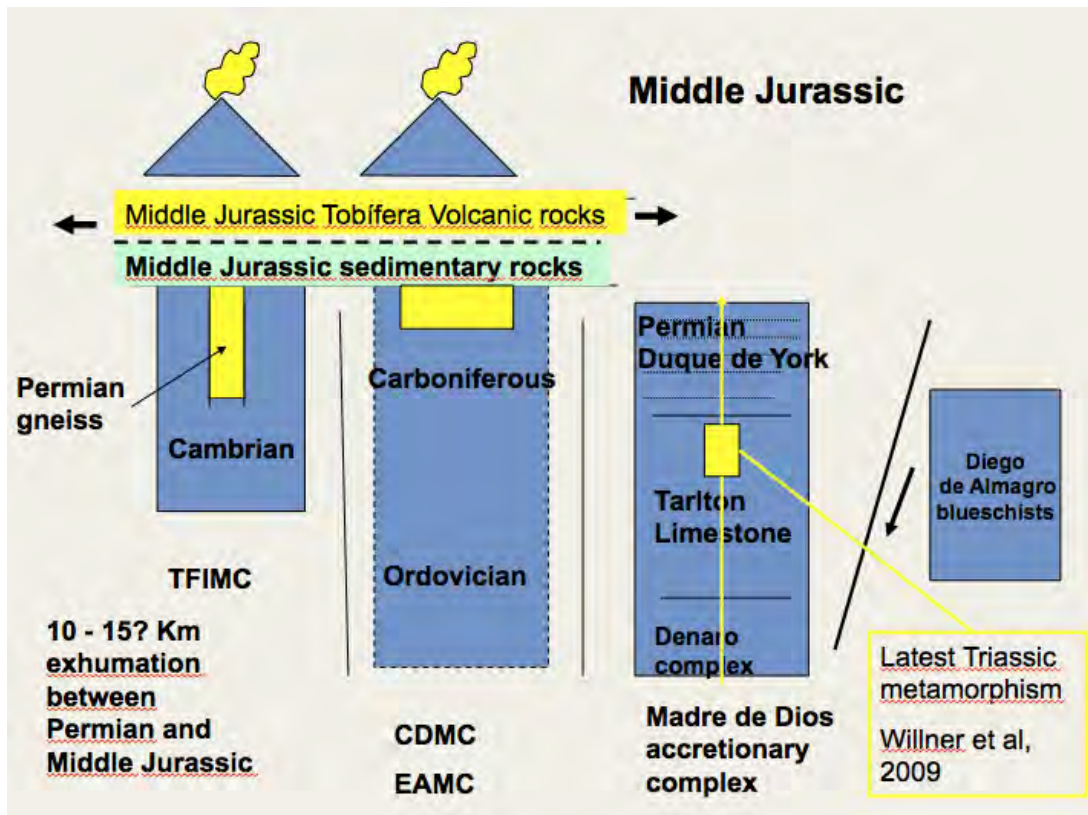 Middle Jurassic
Middle Jurassic Tobífera Volcanic rocks
Middle Jurassic sedimentary rocks
Permian
gneiss
Cambrian
TFIMC
10 - 15? Km
exhumation
between
Permian and
Middle Jurassic
Carboniferous
Ordovician
CDMC
EAMC
Permian
Duque de York
Tarlton
Limestone
Denaro
complex
Madre de Dios
accretionary
complex
Diego
de Almagro
blueschists
Latest Triassic
metamorphism
Willner et al,
2009